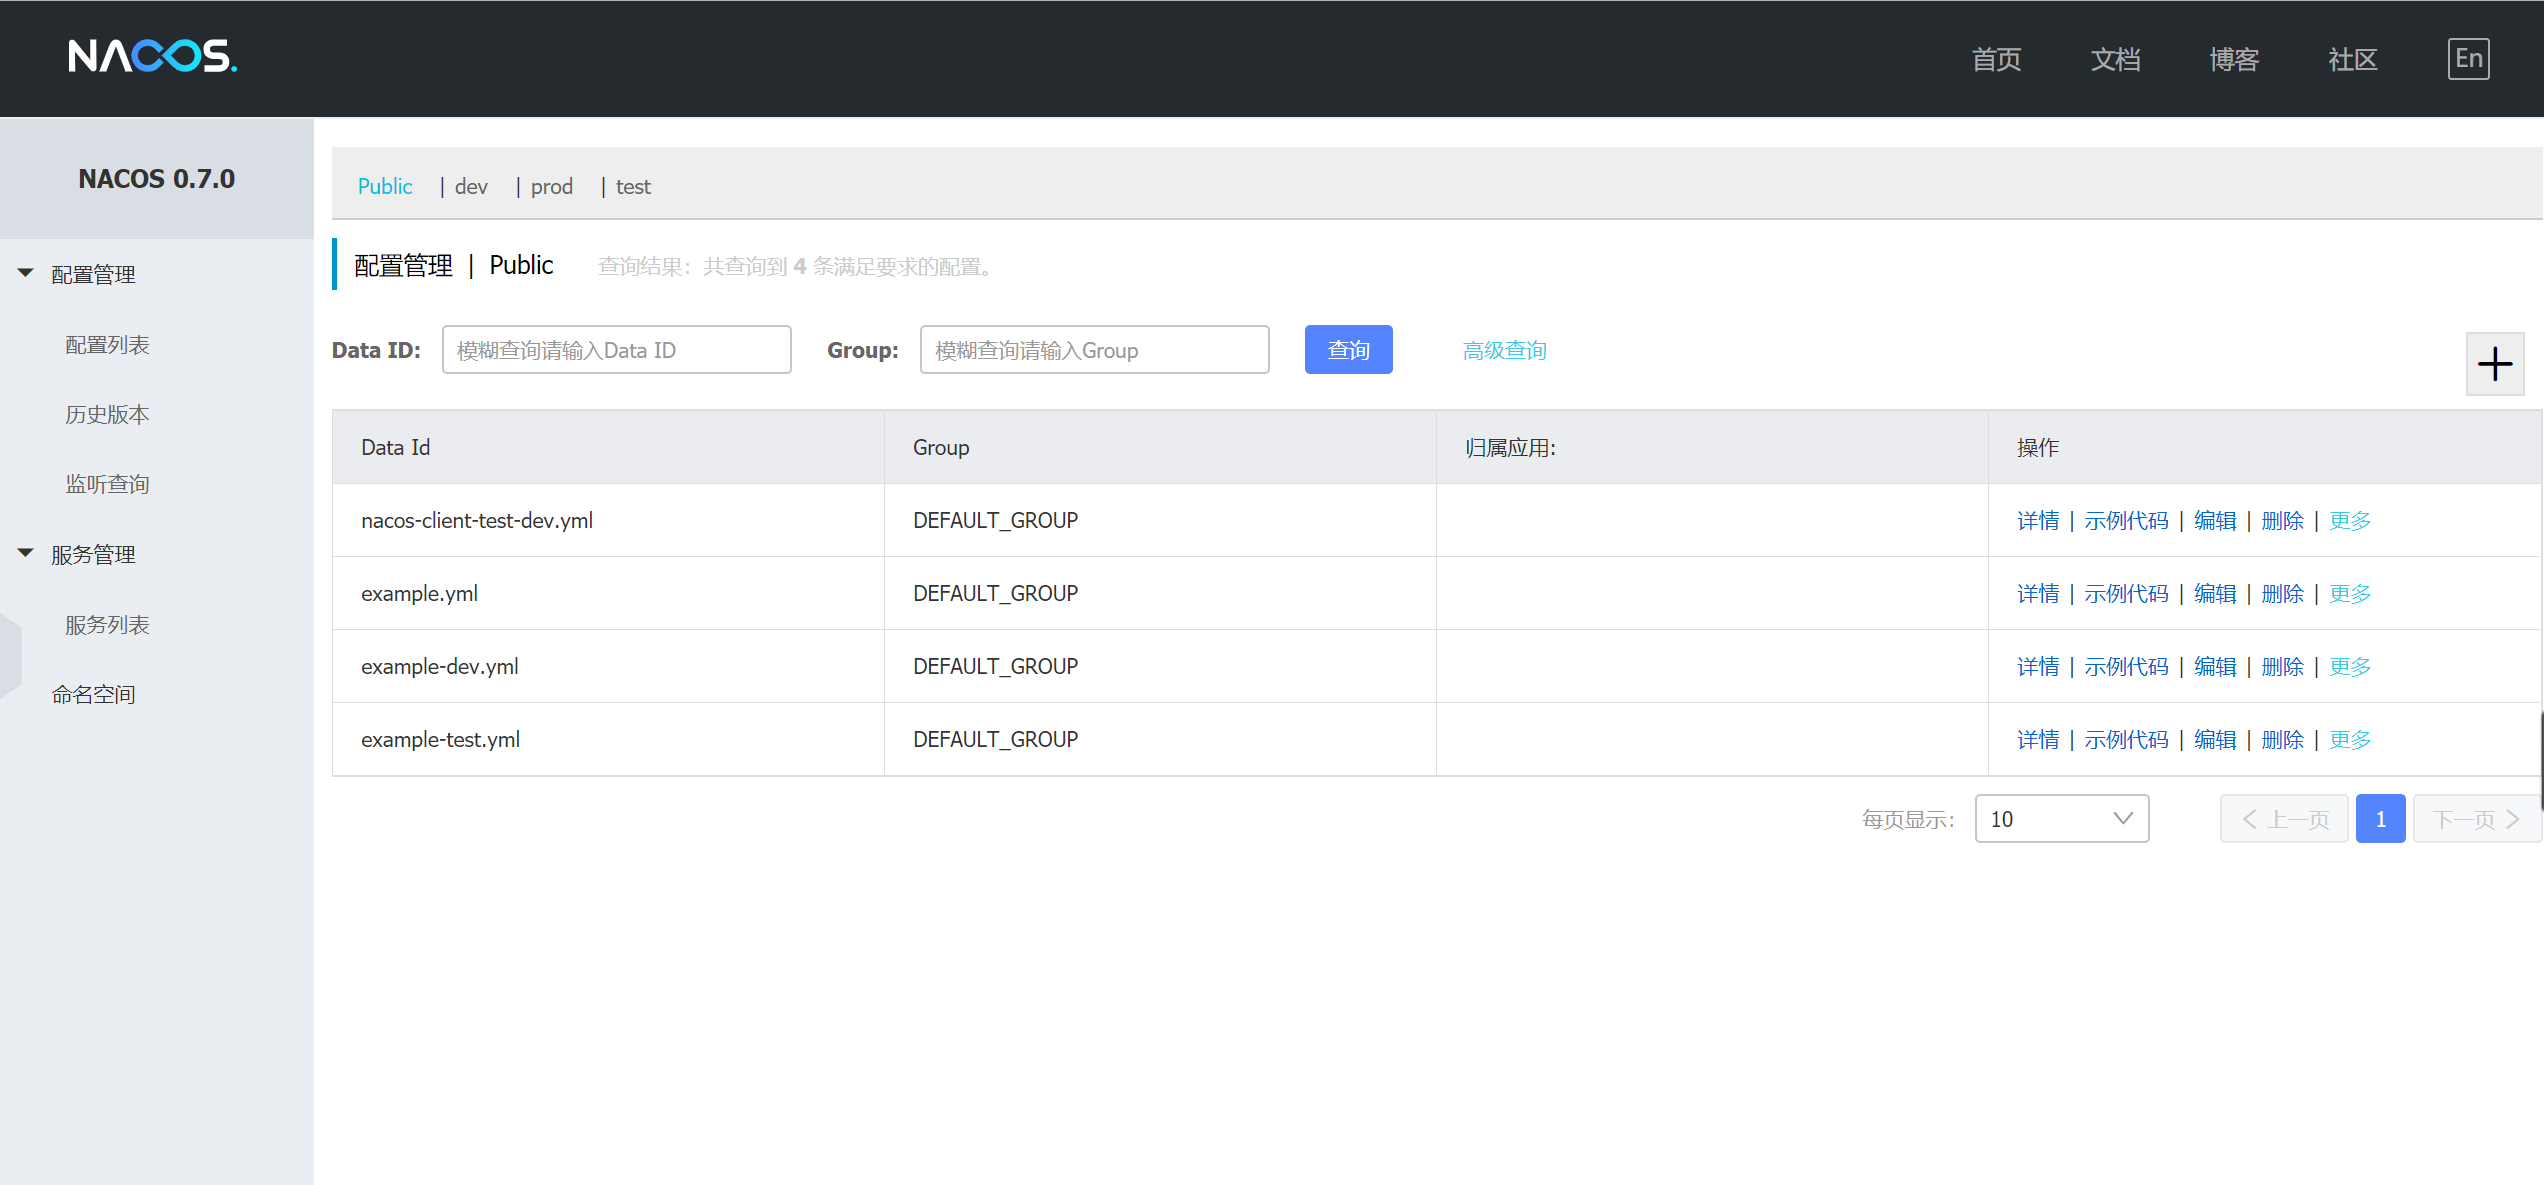 NACOS.
首页 文档 博客 社区 En
NACOS 0.7.0
配置管理
配置列表
历史版本
监听查询
服务管理
服务列表
命名空间
Public | dev | prod | test
配置管理 | Public 查询结果：共查询到 4 条满足要求的配置。
Data ID: 模糊查询请输入Data ID Group: 模糊查询请输入Group 查询 高级查询
Data Id Group 归属应用: 操作
nacos-client-test-dev.yml DEFAULT_GROUP 详情 | 示例代码 | 编辑 | 删除 | 更多
example.yml DEFAULT_GROUP 详情 | 示例代码 | 编辑 | 删除 | 更多
example-dev.yml DEFAULT_GROUP 详情 | 示例代码 | 编辑 | 删除 | 更多
example-test.yml DEFAULT_GROUP 详情 | 示例代码 | 编辑 | 删除 | 更多
每页显示： 10 上一页 1 下一页